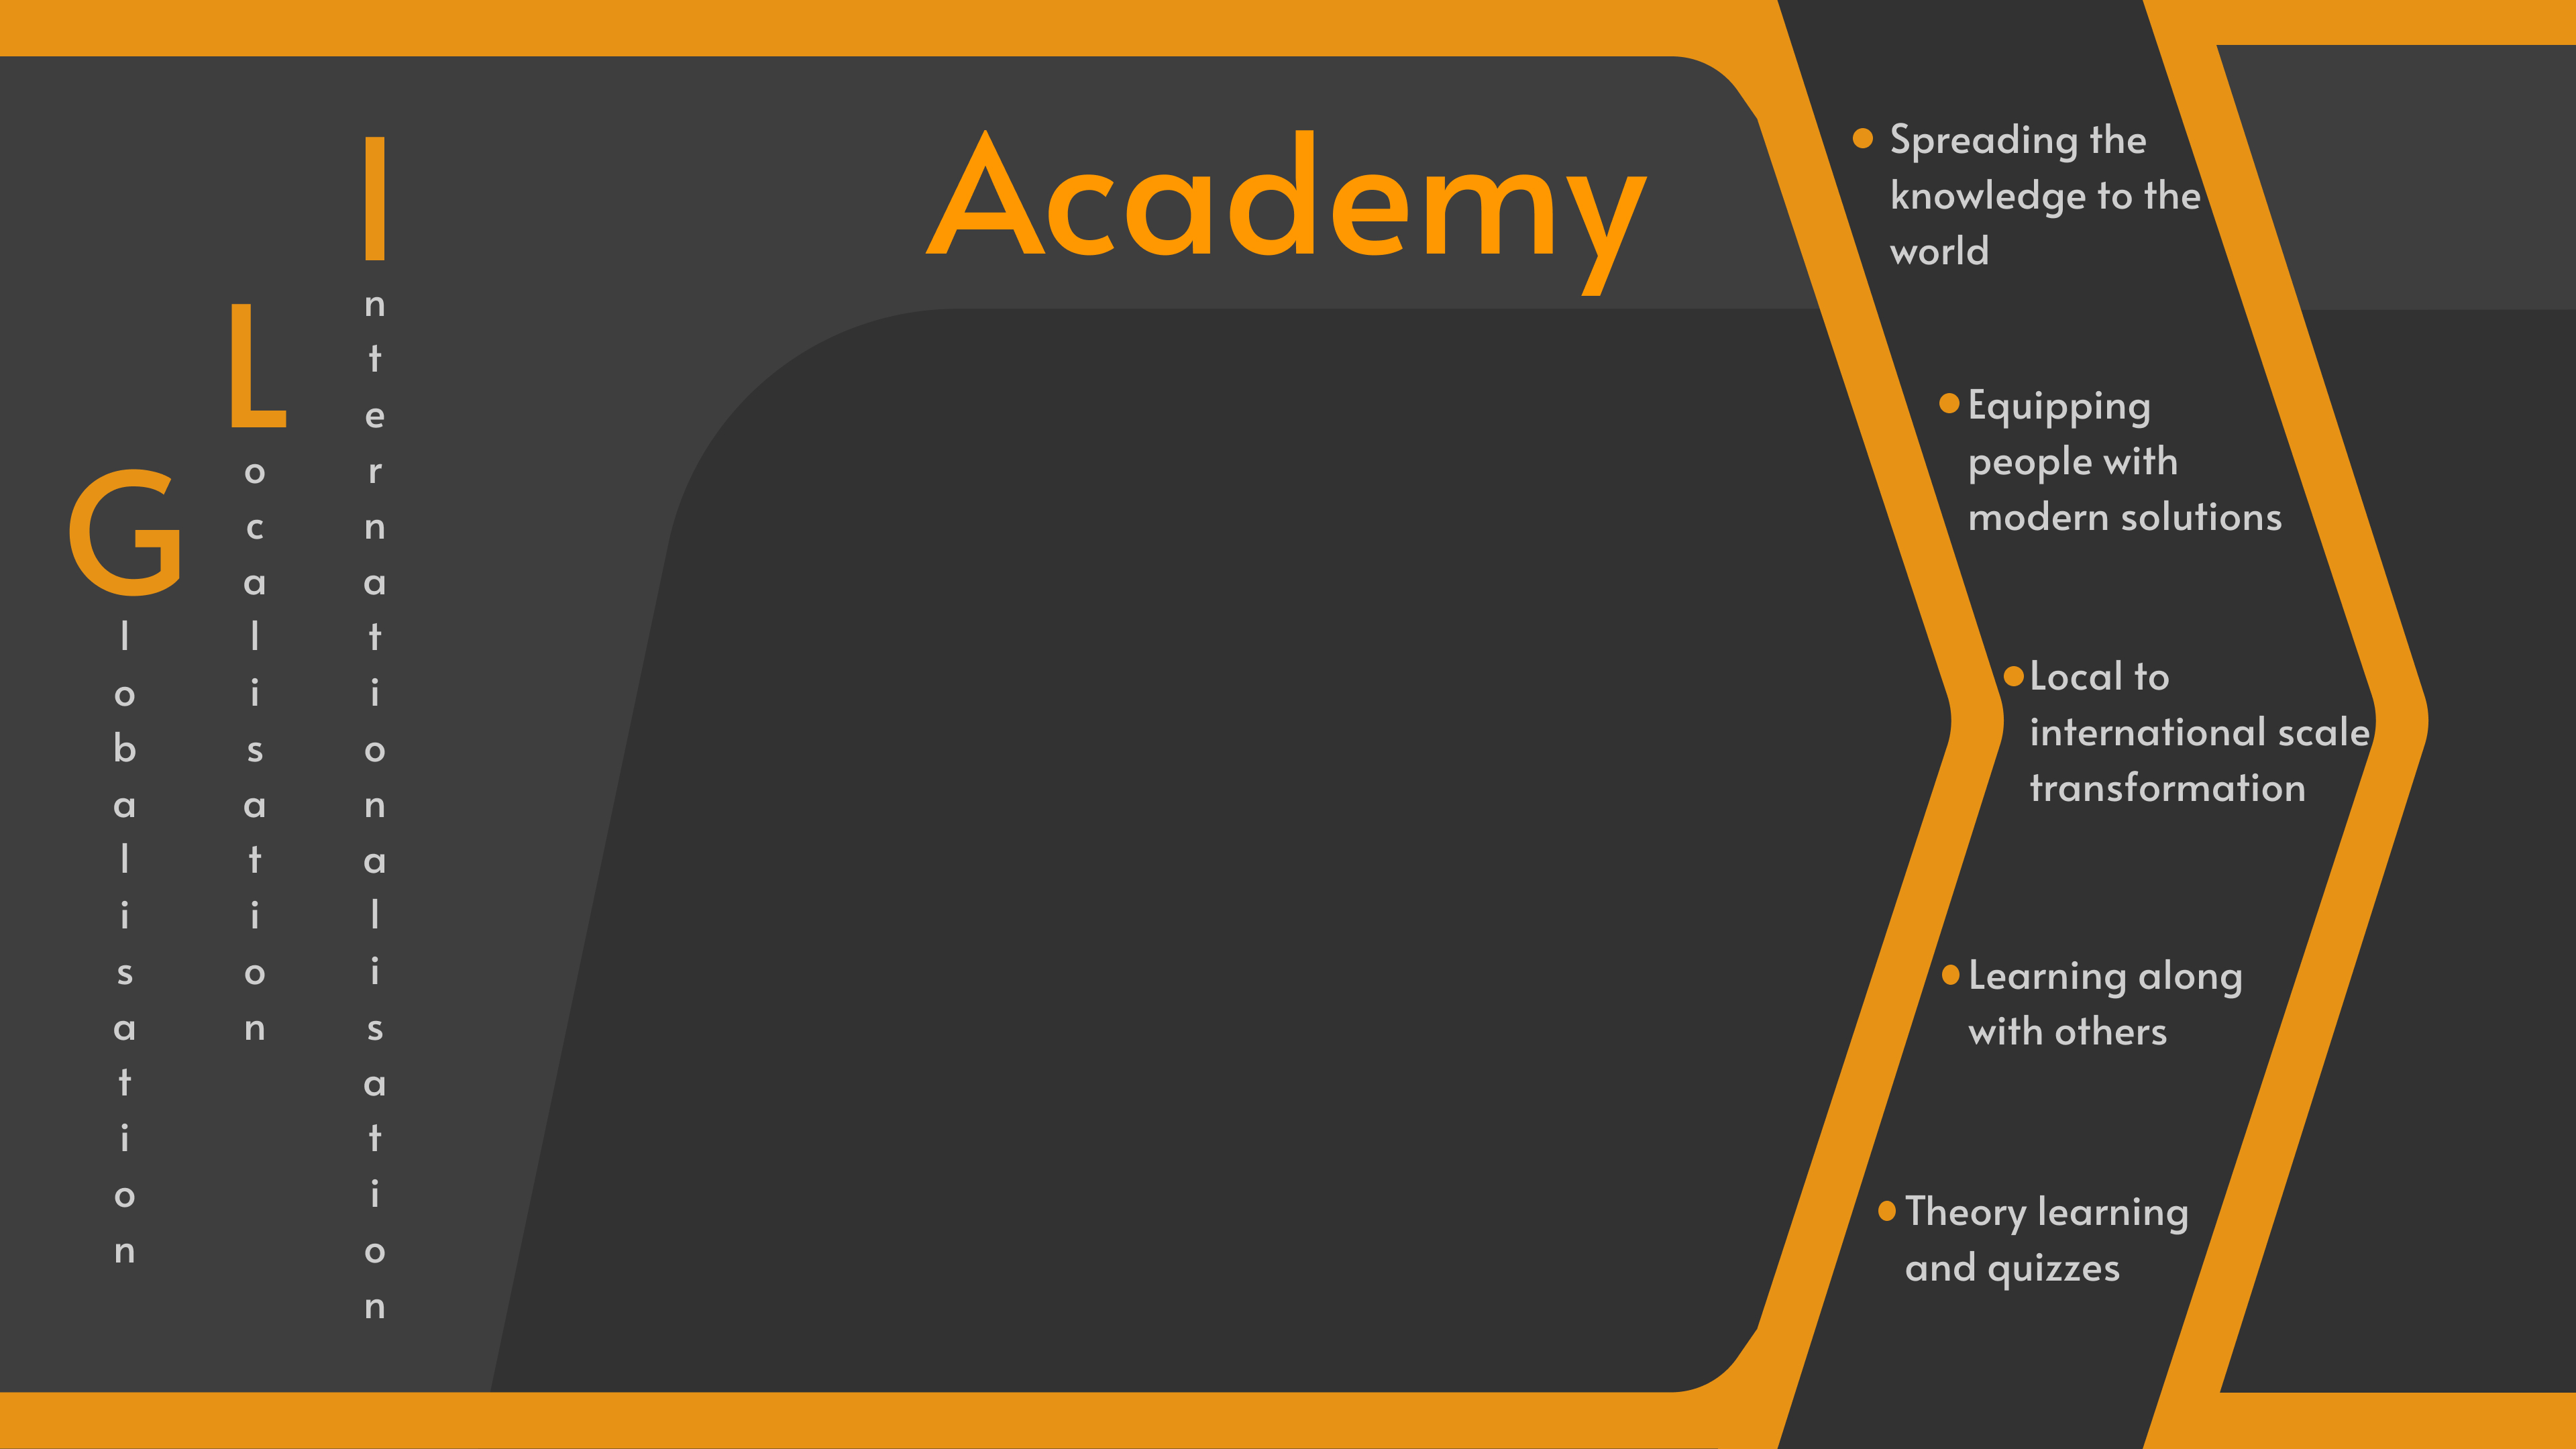 Globalisation
Localisation
Internationalisation
Academy
Spreading the
knowledge to the
world
Equipping
people with
modern solutions
Local to
international scale
transformation
Learning along
with others
Theory learning
and quizzes